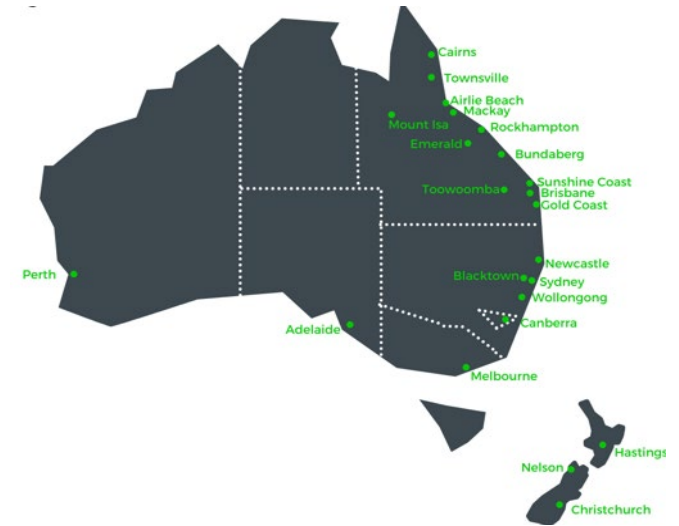 Cairns
Townsville
Airlie Beach
Mackay
Mount Isa
Rockhampton
Emerald
Bundaberg
Sunshine Coast
Toowoomba
Brisbane
Gold Coast
Newcastle
Perth
Blacktown
Sydney
Wollongong
Canberra
Adelaide
Melbourne
Hastings
Nelson
Christchurch